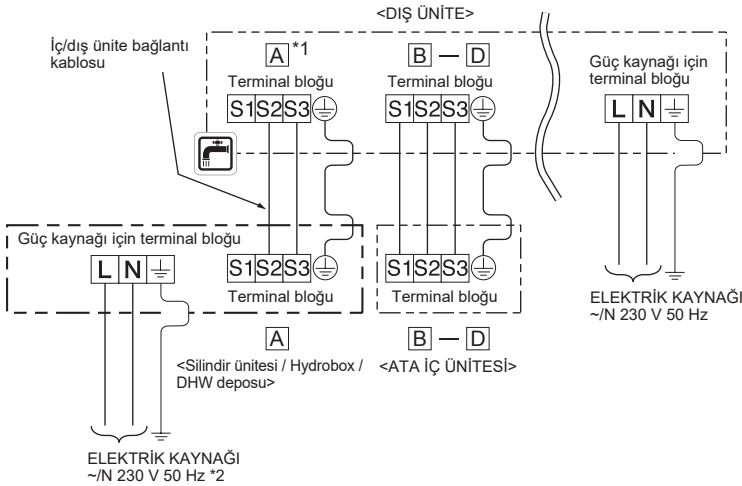 <DIŞ ÜNİTE>
İç/dış ünite bağlantı
kablosu
A *1
Terminal bloğu
S1 S2 S3
B — D
Terminal bloğu
S1 S2 S3
Güç kaynağı için
terminal bloğu
L N
Güç kaynağı için terminal bloğu
L N
S1 S2 S3
Terminal bloğu
S1 S2 S3
Terminal bloğu
ELEKTRİK KAYNAĞI
~/N 230 V 50 Hz
A
<Silindir ünitesi / Hydrobox /
DHW deposu>
B — D
<ATA İÇ ÜNİTESİ>
ELEKTRİK KAYNAĞI
~/N 230 V 50 Hz *2